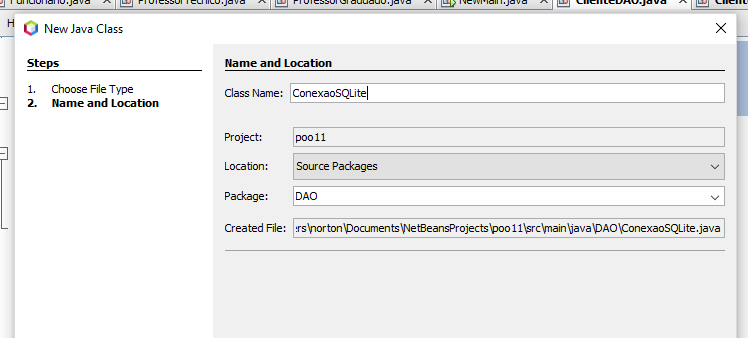 Funcionario.java ProfessorTecnico.java ProfessorGraduado.java NewMain.java ClienteDAO.java
New Java Class
Steps
1. Choose File Type
2. Name and Location
Name and Location
Class Name: ConexaoSQLite
Project: poo11
Location: Source Packages
Package: DAO
Created File: ers\norton\Documents\NetBeansProjects\poo11\src\main\java\DAO\ConexaoSQLite.java